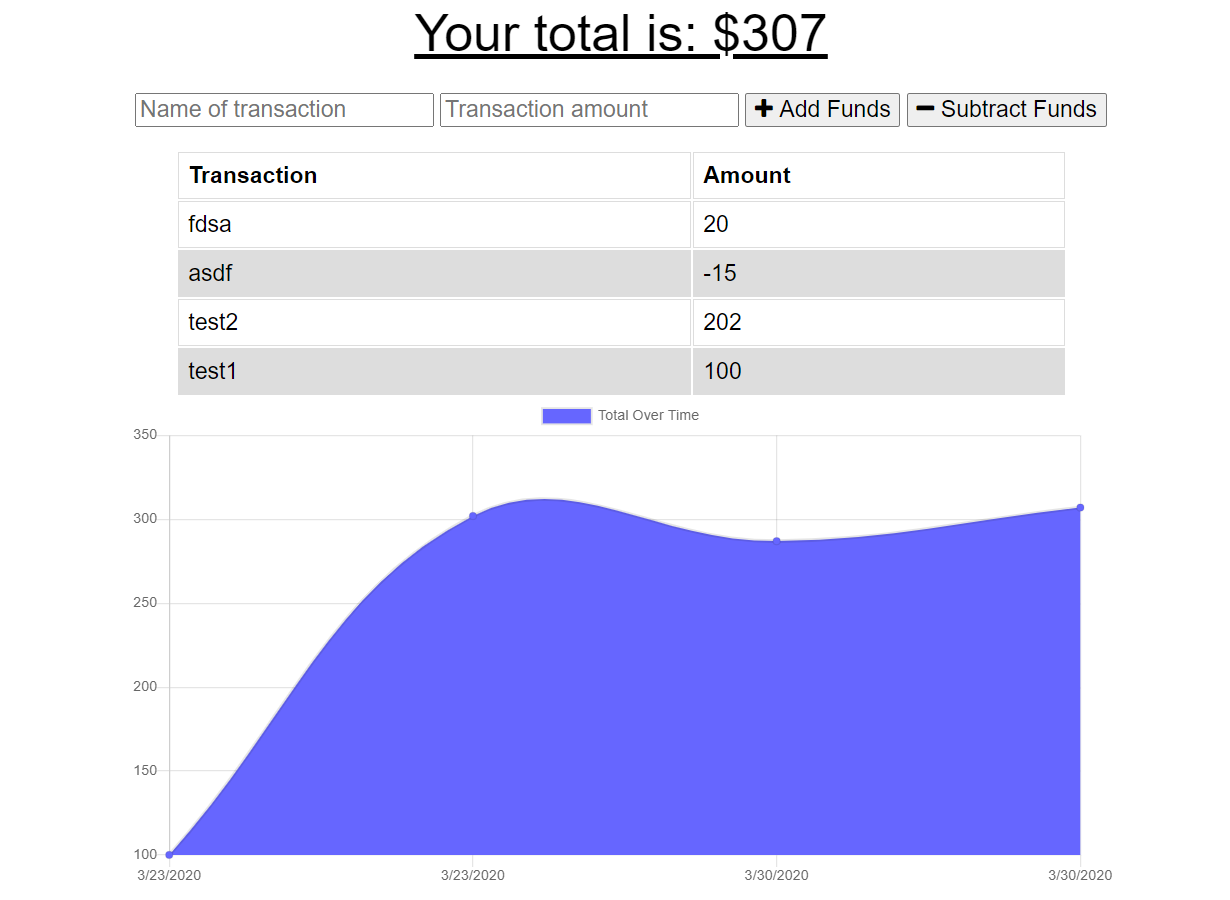 Your total is: $307
Name of transaction Transaction amount Add Funds Subtract Funds
Transaction Amount
fdsa 20
asdf -15
test2 202
test1 100
Total Over Time
350
300
250
200
150
100
3/23/2020 3/23/2020 3/30/2020 3/30/2020